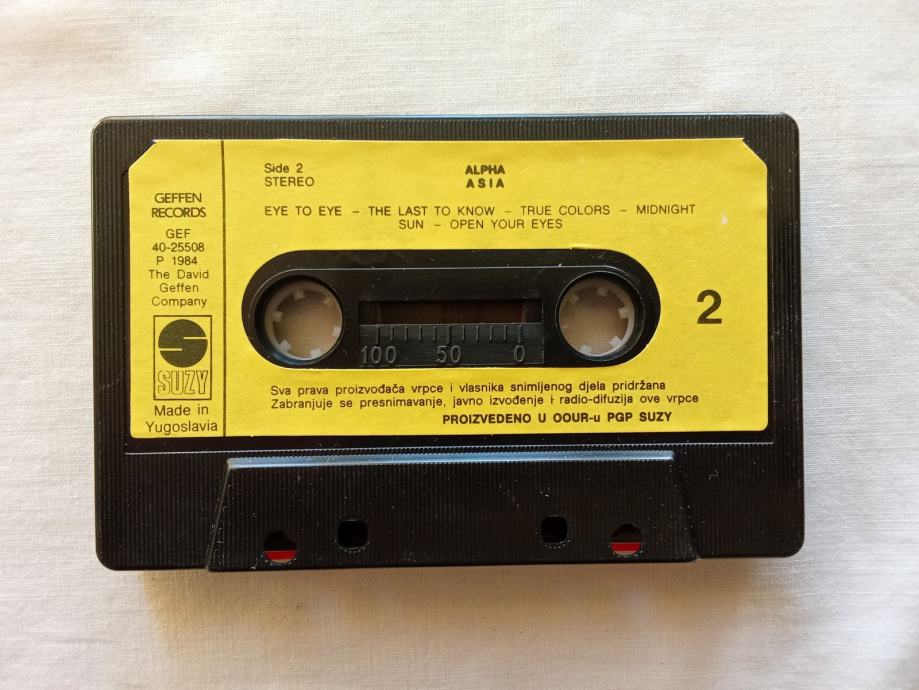 Side 2
STEREO
ALPHA
ASIA
EYE TO EYE – THE LAST TO KNOW – TRUE COLORS – MIDNIGHT
SUN – OPEN YOUR EYES
GEFFEN
RECORDS
GEF
40-25508
P 1984
The David
Geffen
Company
SUZY
Made in
Yugoslavia
100 50 0
2
Sva prava proizvođača vrpce i vlasnika snimljenog djela pridržana
Zabranjuje se presnimavanje, javno izvođenje i radio-difuzija ove vrpce
PROIZVEDENO U OOUR-u PGP SUZY